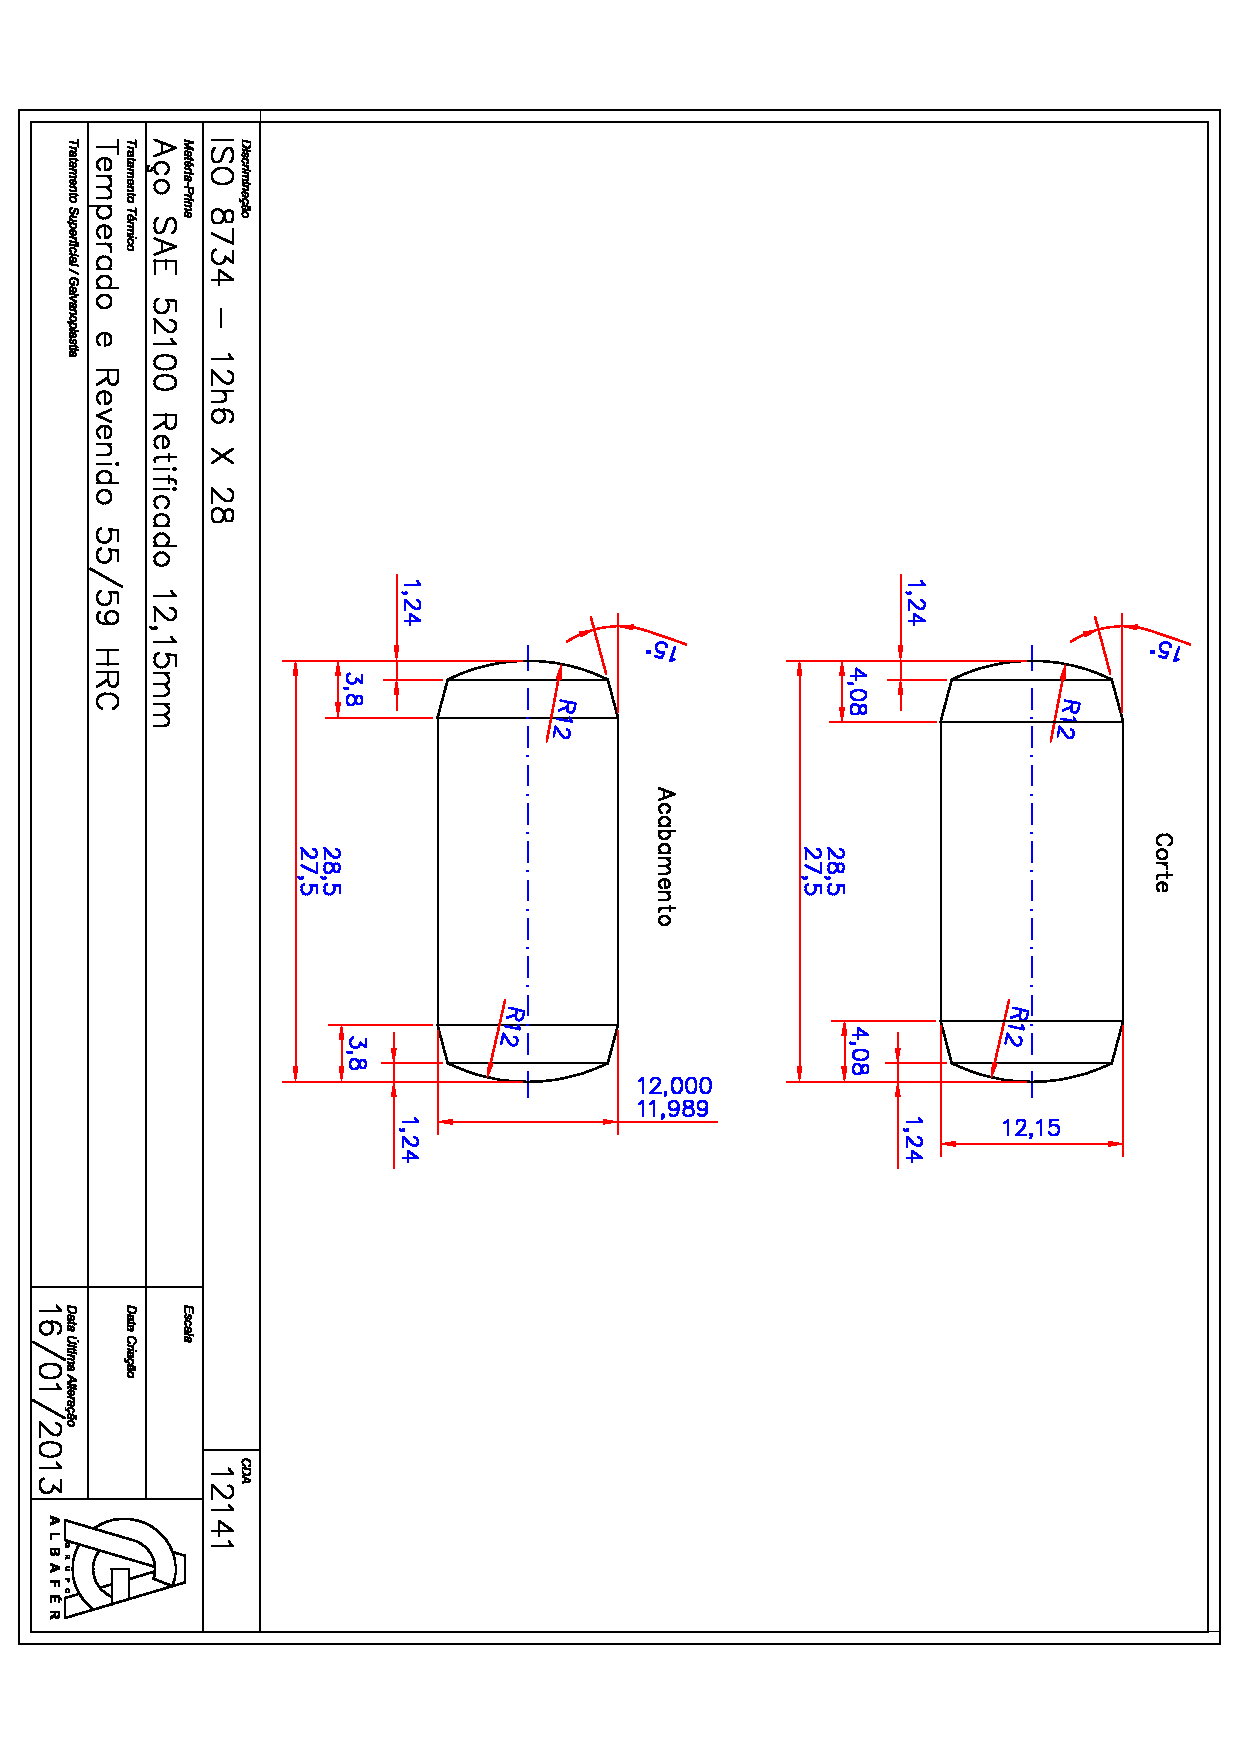 Corte
15°
1,24
4,08
R12
28,5
27,5
R12
4,08
1,24
12,15
Acabamento
15°
1,24
3,8
R12
28,5
27,5
R12
3,8
1,24
12,000
11,989
Discriminação
ISO 8734 - 12h6 X 28
CDA
12141
Matéria-Prima
Aço SAE 52100 Retificado 12,15mm
Escala
Tratamento Térmico
Temperado e Revenido 55/59 HRC
Data Criação
Tratamento Superficial / Galvanoplastia
Data Última Alteração
16/01/2013
GRUPO
ALBAFÉR